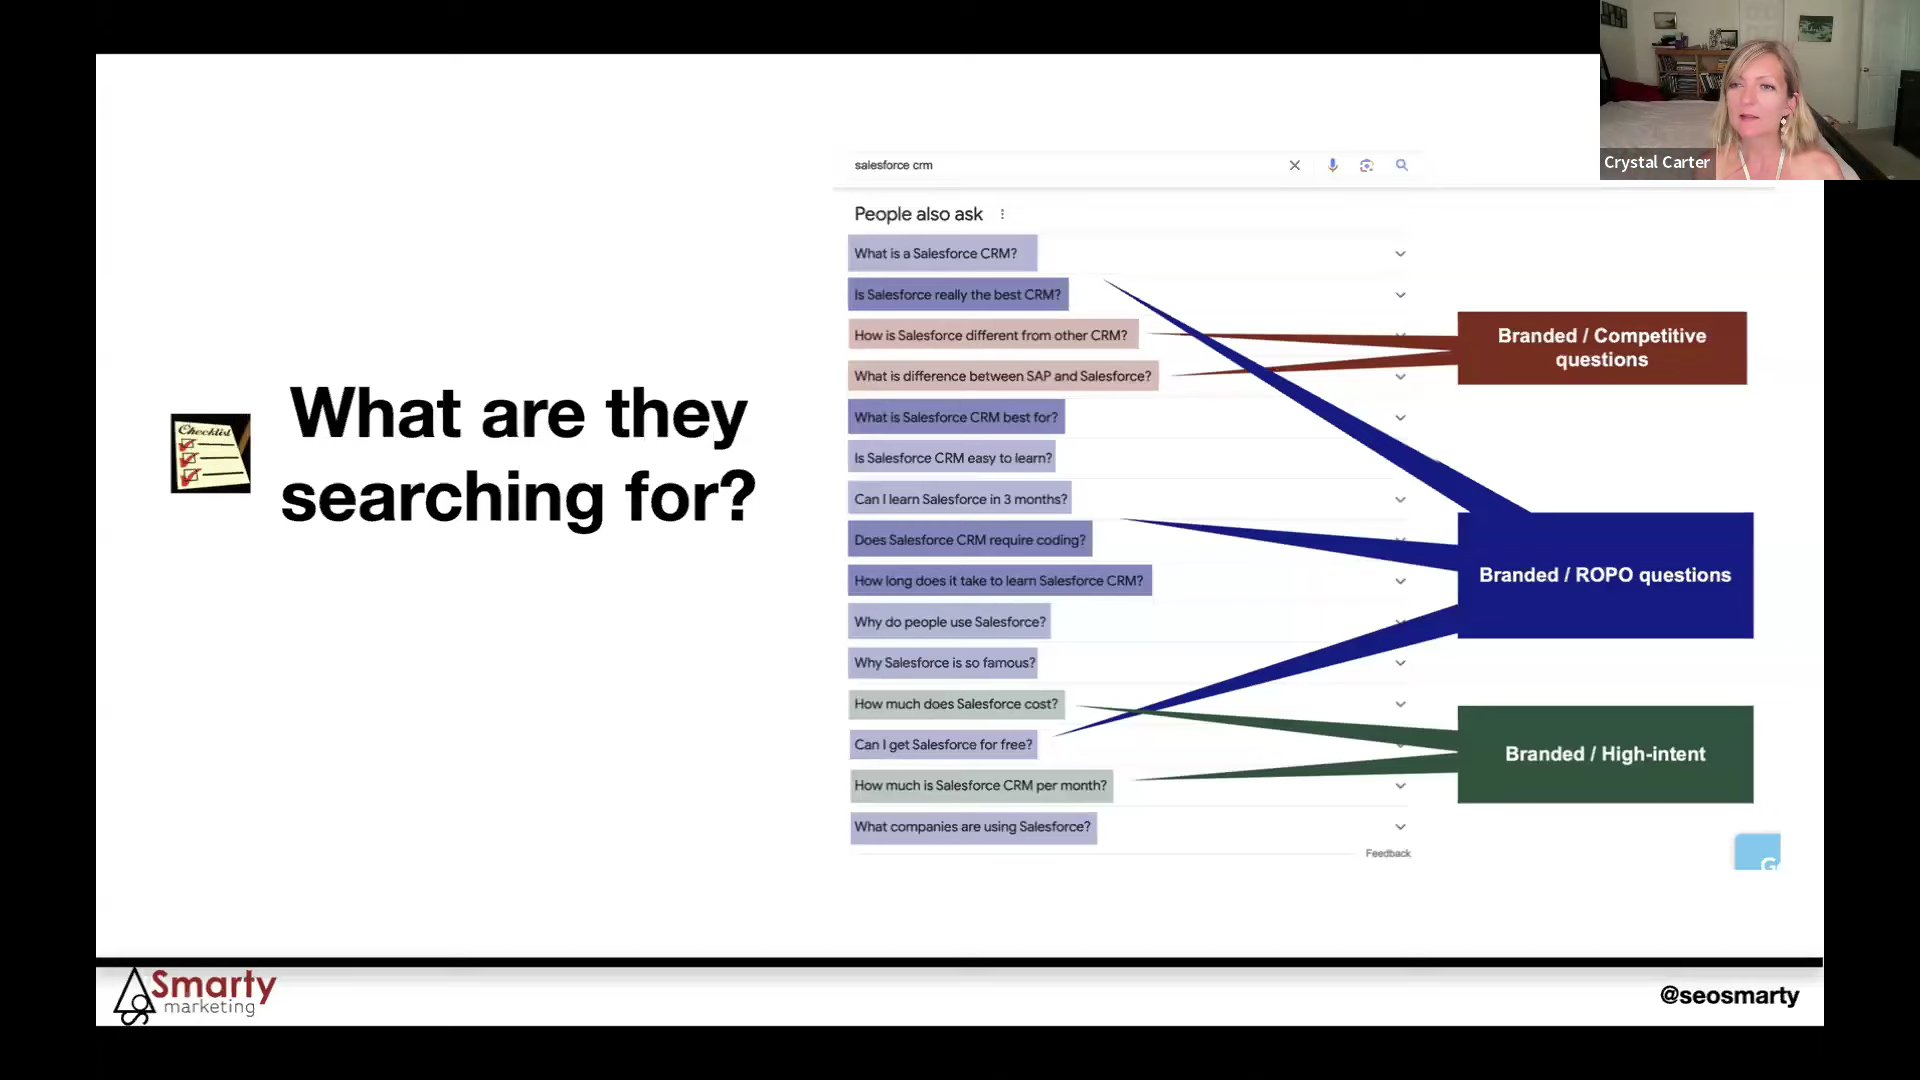 Crystal Carter
What are they
searching for?
Checklist
salesforce crm
People also ask
What is a Salesforce CRM?
Is Salesforce really the best CRM?
How is Salesforce different from other CRM?
What is difference between SAP and Salesforce?
What is Salesforce CRM best for?
Is Salesforce CRM easy to learn?
Can I learn Salesforce in 3 months?
Does Salesforce CRM require coding?
How long does it take to learn Salesforce CRM?
Why do people use Salesforce?
Why Salesforce is so famous?
How much does Salesforce cost?
Can I get Salesforce for free?
How much is Salesforce CRM per month?
What companies are using Salesforce?
Feedback
Branded / Competitive
questions
Branded / ROPO questions
Branded / High-intent
Smarty
marketing
@seosmarty